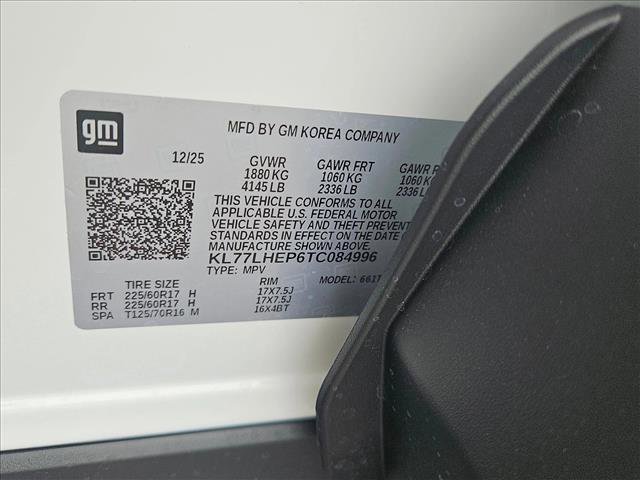 gm
MFD BY GM KOREA COMPANY
12/25 GVWR GAWR FRT GAWR
1880 KG 1060 KG 1060 KG
4145 LB 2336 LB 2336 LB
THIS VEHICLE CONFORMS TO ALL
APPLICABLE U.S. FEDERAL MOTOR
VEHICLE SAFETY AND THEFT PREVE
STANDARDS IN EFFECT ON THE DATE O
MANUFACTURE SHOWN ABOVE.
KL77LHEP6TC084996
TYPE: MPV
TIRE SIZE RIM MODEL: 661T
FRT 225/60R17 H 17X7.5J
RR 225/60R17 H 17X7.5J
SPA T125/70R16 M 16X4BT